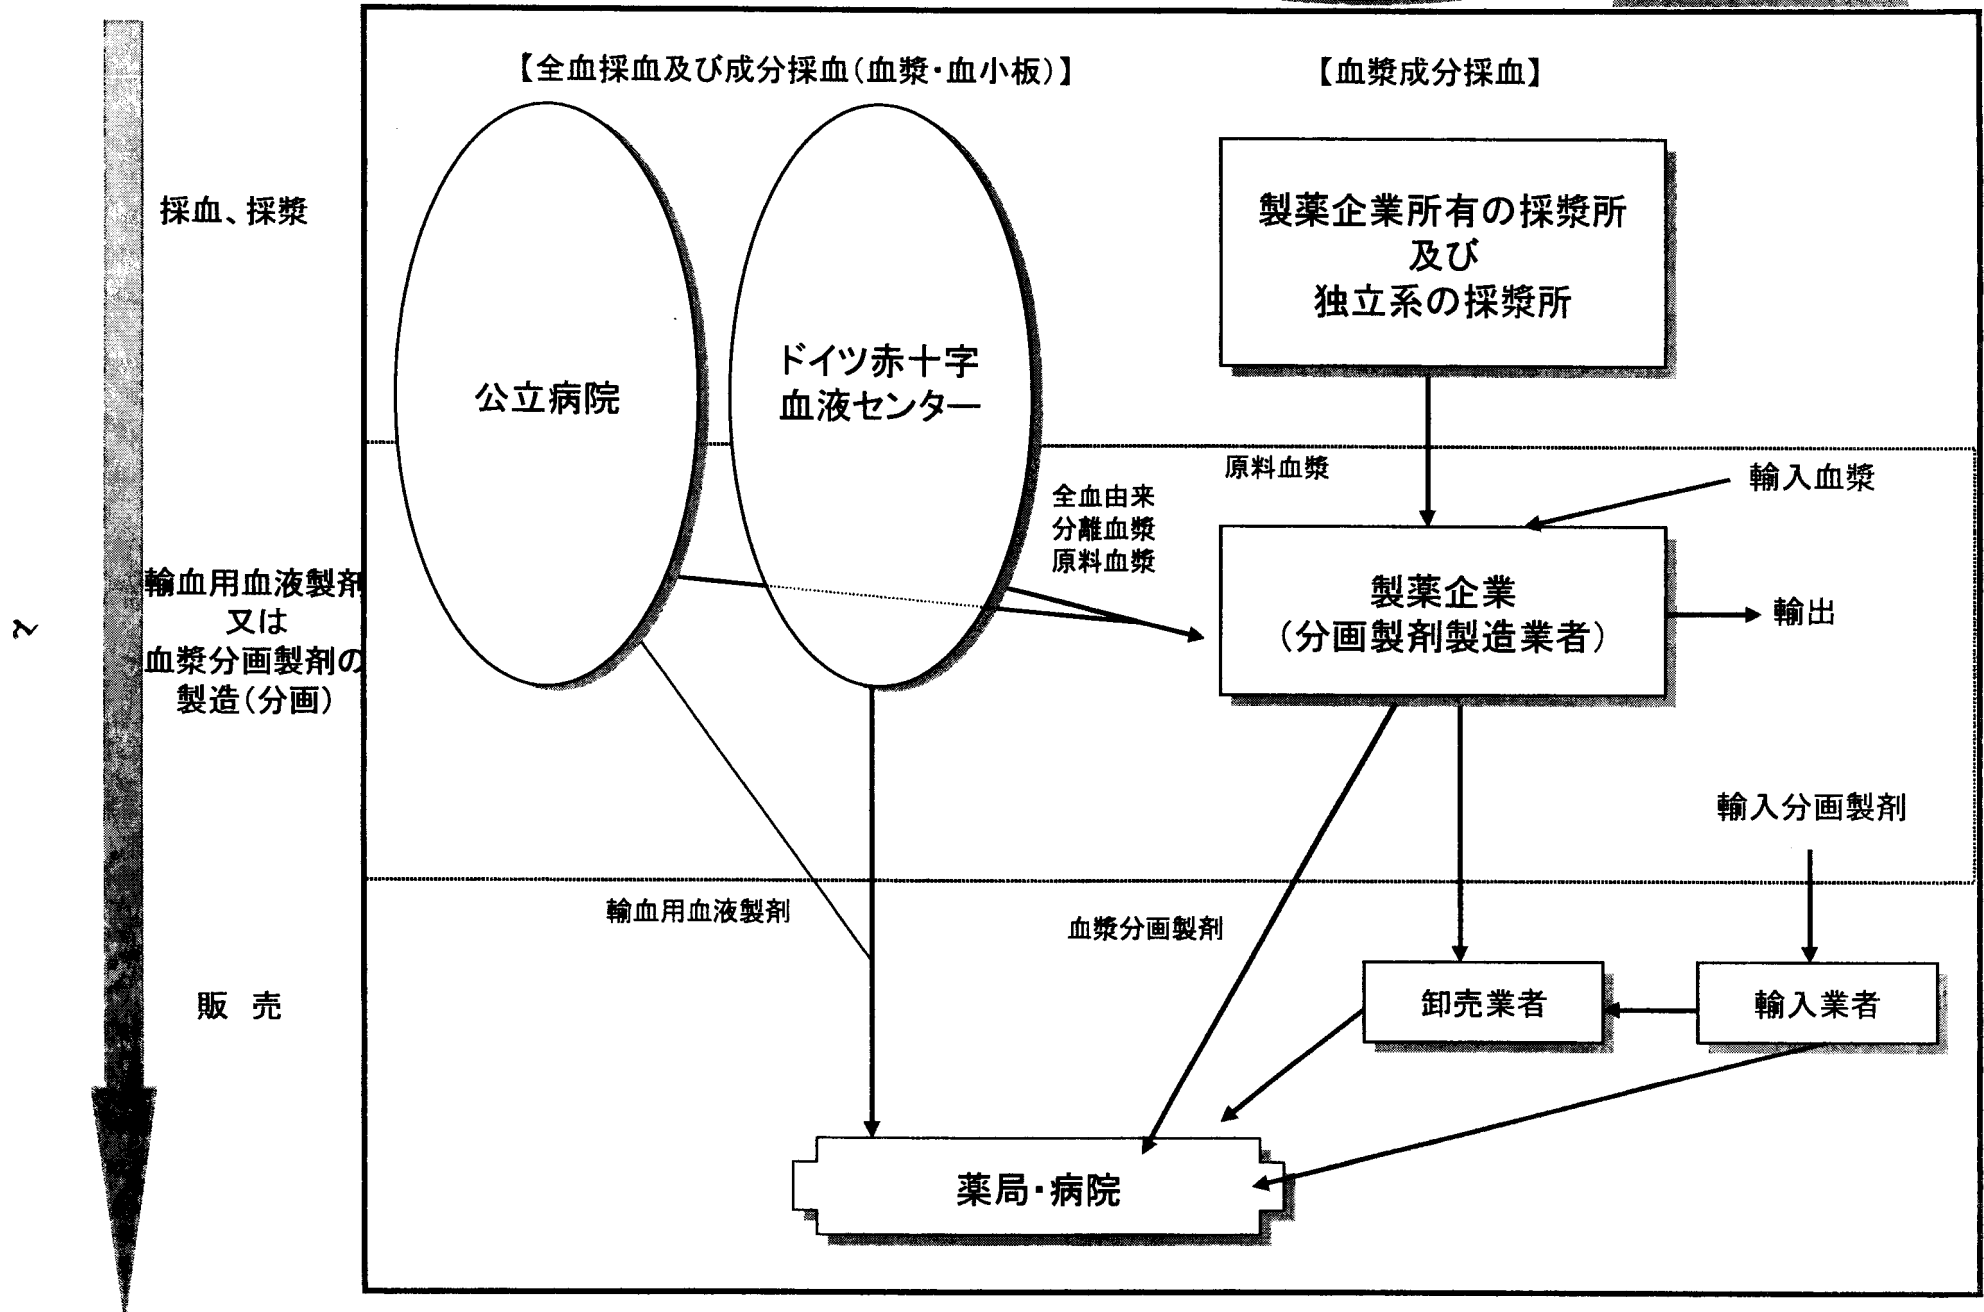 【全血採血及び成分採血(血漿・血小板)】
【血漿成分採血】
採血、採漿
製薬企業所有の採漿所
及び
独立系の採漿所
公立病院
ドイツ赤十字
血液センター
原料血漿
輸入血漿
全血由来
分離血漿
原料血漿
輸血用血液製剤
又は
血漿分画製剤の
製造(分画)
製薬企業
(分画製剤製造業者)
輸出
輸入分画製剤
輸血用血液製剤
血漿分画製剤
販 売
卸売業者
輸入業者
薬局・病院